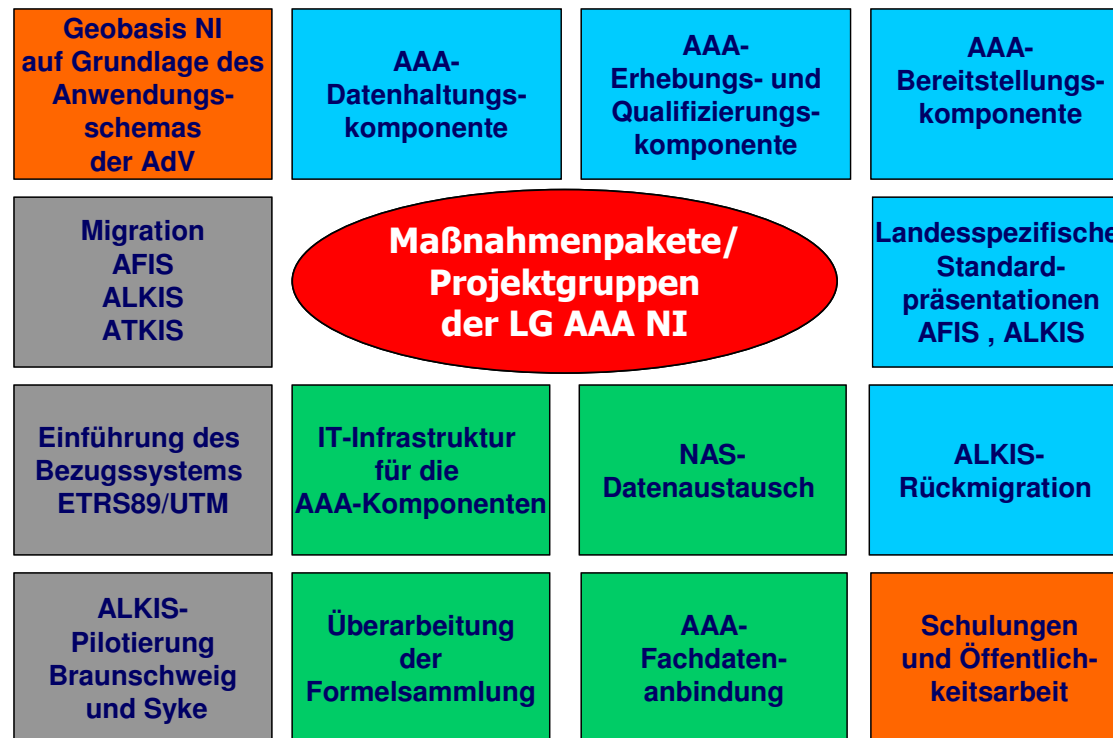 Geobasis NI
auf Grundlage des
Anwendungs-
schemas
der AdV
AAA-
Datenhaltungs-
komponente
AAA-
Erhebungs- und
Qualifizierungs-
komponente
AAA-
Bereitstellungs-
komponente
Migration
AFIS
ALKIS
ATKIS
Maßnahmenpakete/
Projektgruppen
der LG AAA NI
Landesspezifische
Standard-
präsentationen
AFIS , ALKIS
Einführung des
Bezugssystems
ETRS89/UTM
IT-Infrastruktur
für die
AAA-Komponenten
NAS-
Datenaustausch
ALKIS-
Rückmigration
ALKIS-
Pilotierung
Braunschweig
und Syke
Überarbeitung
der
Formelsammlung
AAA-
Fachdaten-
anbindung
Schulungen
und Öffentlich-
keitsarbeit